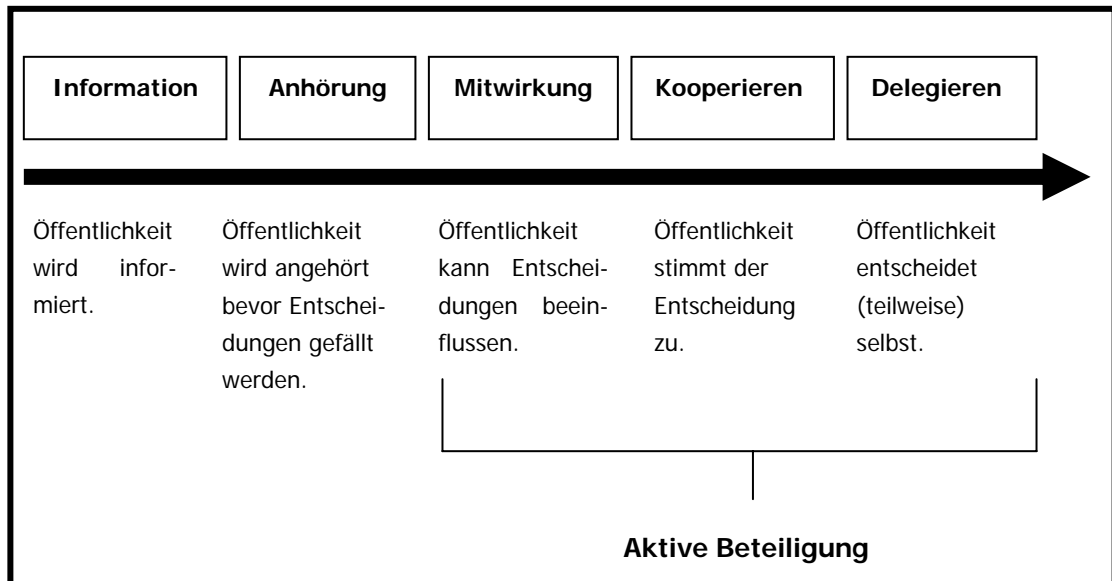 Information
Anhörung
Mitwirkung
Kooperieren
Delegieren
Öffentlichkeit
wird infor-
miert.
Öffentlichkeit
wird angehört
bevor Entschei-
dungen gefällt
werden.
Öffentlichkeit
kann Entschei-
dungen beein-
flussen.
Öffentlichkeit
stimmt der
Entscheidung
zu.
Öffentlichkeit
entscheidet
(teilweise)
selbst.
Aktive Beteiligung